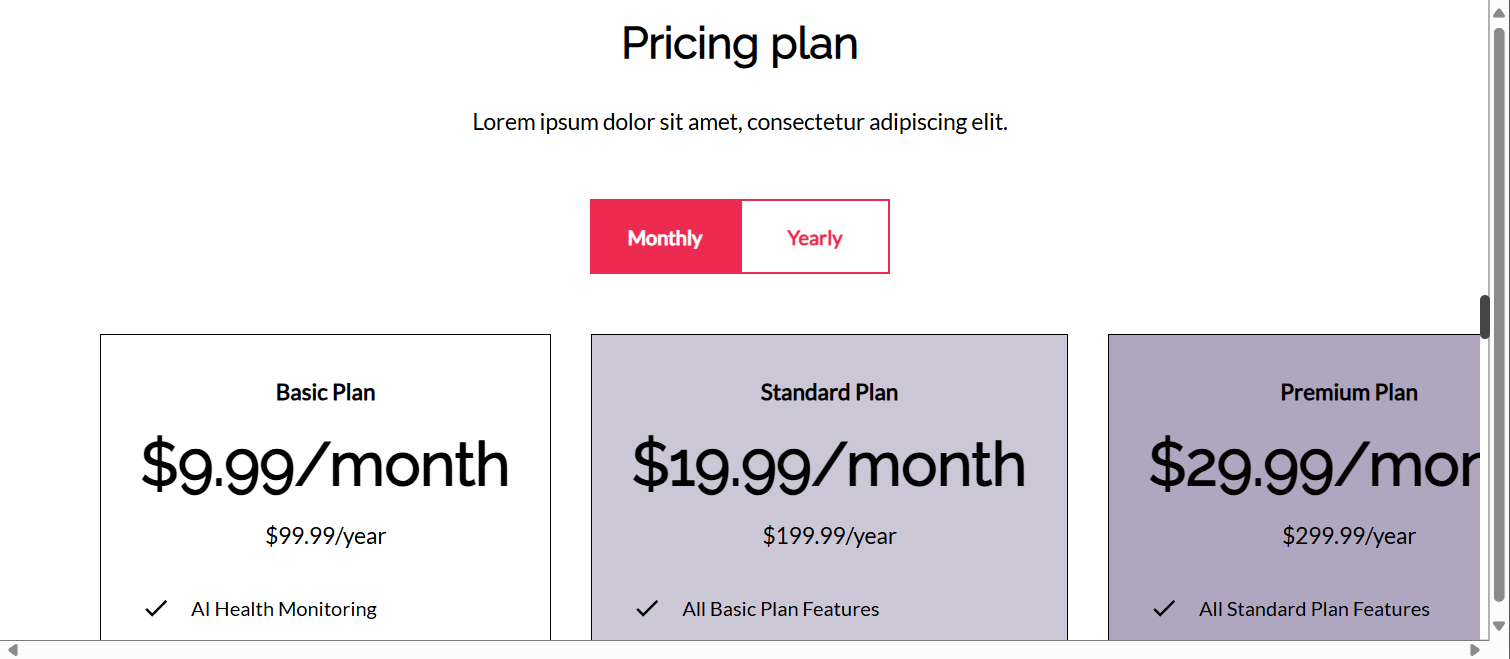 Pricing plan
Lorem ipsum dolor sit amet, consectetur adipiscing elit.
Monthly
Yearly
Basic Plan
$9.99/month
$99.99/year
AI Health Monitoring
Standard Plan
$19.99/month
$199.99/year
All Basic Plan Features
Premium Plan
$29.99/mon
$299.99/year
All Standard Plan Features